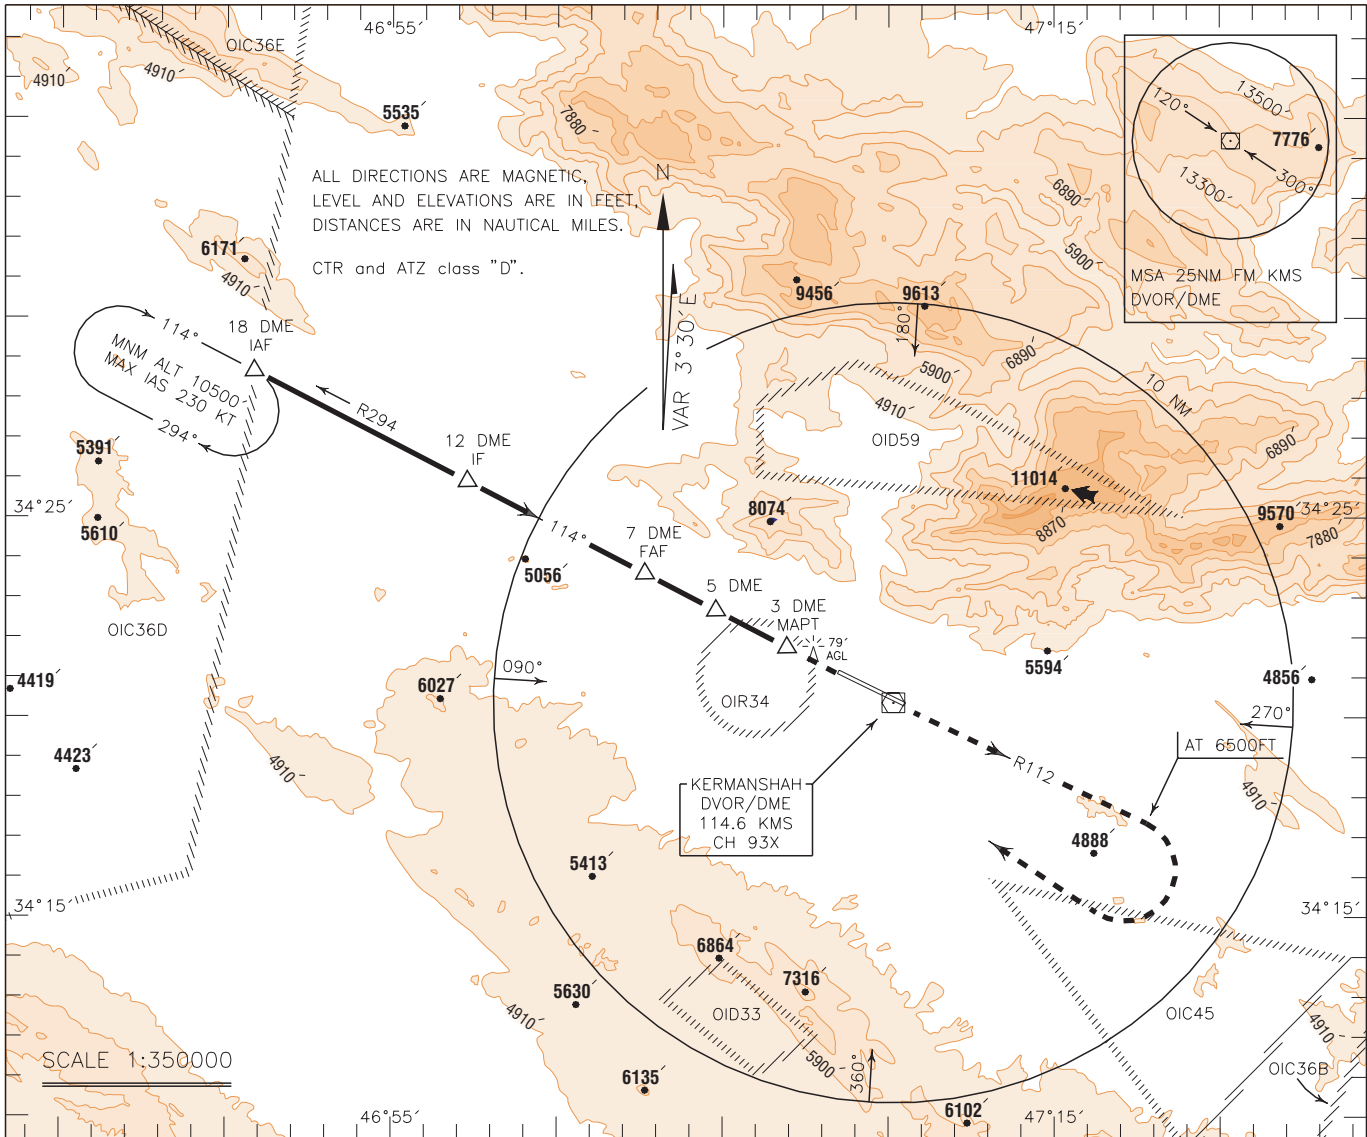 46°55´
47°15´
OIC36E
4910´
4910´
5535´
7880´
120°
13500´
7776´
13300´
300°
MSA 25NM FM KMS
DVOR/DME
ALL DIRECTIONS ARE MAGNETIC,
LEVEL AND ELEVATIONS ARE IN FEET,
DISTANCES ARE IN NAUTICAL MILES.
CTR and ATZ class "D".
N
VAR 3°30´E
6890´
5900´
6171´
4910´
9456´
9613´
180°
5900´
6890´
10 NM
18 DME
IAF
114°
MNM ALT 10500´
MAX IAS 230 KT
294°
R294
12 DME
IF
4910´
OID59
6890´
5391´
5610´
34°25´
11014´
8870´
9570´
34°25´
7880´
8074´
114°
7 DME
FAF
5056´
5 DME
3 DME
MAPT
79´
AGL
OIC36D
5594´
4419´
4856´
090°
6027´
OIR34
270°
AT 6500FT
4423´
4910´
R112
4910´
KERMANSHAH
DVOR/DME
114.6 KMS
CH 93X
4888´
5413´
34°15´
34°15´
6864´
7316´
5630´
4910´
OID33
5900´
OIC45
4910´
SCALE 1:350000
6135´
360°
OIC36B
6102´
46°55´
47°15´